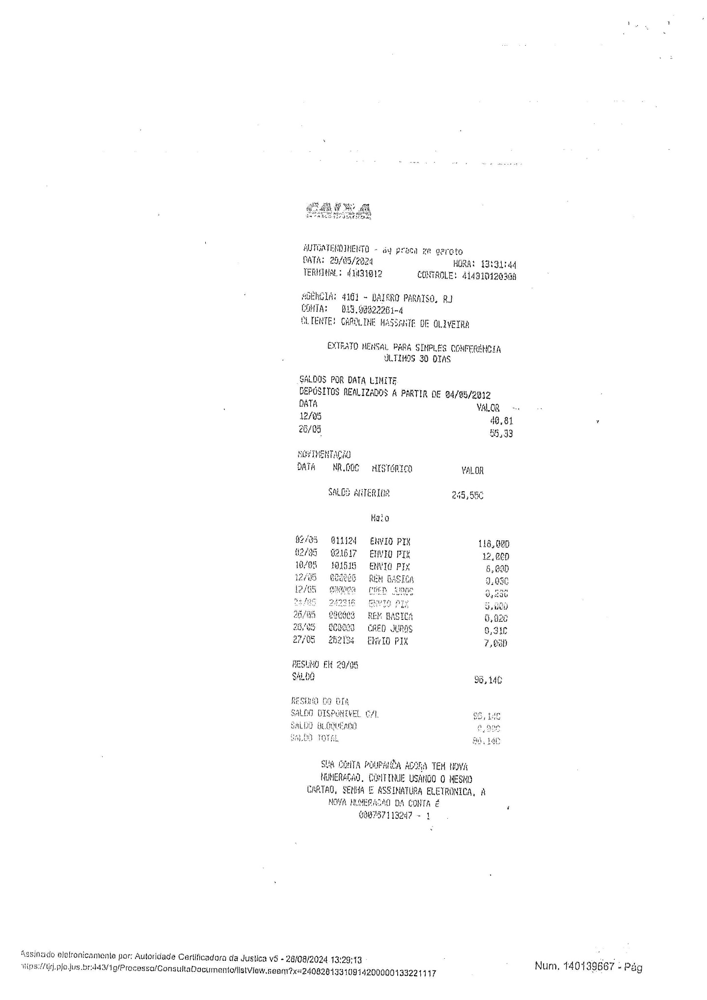 CAIXA
AUTOATENDIMENTO - ag praca ze garoto
DATA: 29/05/2024 HORA: 13:31:44
TERMINAL: 41431012 CONTROLE: 414310120308
AGÊNCIA: 4161 - BAIRRO PARAISO, RJ
CONTA: 013.00022261-4
CLIENTE: CAROLINE MASSANTE DE OLIVEIRA
EXTRATO MENSAL PARA SIMPLES CONFERÊNCIA
ÚLTIMOS 30 DIAS
SALDOS POR DATA LIMITE
DEPÓSITOS REALIZADOS A PARTIR DE 04/05/2012
DATA VALOR
12/05 40,81
26/05 55,33
MOVIMENTAÇÃO
DATA NR.DOC HISTÓRICO VALOR
SALDO ANTERIOR 245,55C
Maio
02/05 011124 ENVIO PIX 118,00D
02/05 021617 ENVIO PIX 12,00D
10/05 101515 ENVIO PIX 6,00D
12/05 000000 REM BASICA 0,03C
12/05 000000 CRED JUROS
24/05 ENVIO PIX 5,00D
26/05 000000 REM BASICA 0,02C
26/05 000000 CRED JUROS 0,31C
27/05 ENVIO PIX 7,00D
RESUMO EM 29/05
SALDO 96,14C
RESUMO DO DIA
SALDO DISPONÍVEL C/L 96,14C
SALDO BLOQUEADO 0,00C
SALDO TOTAL 96,14C
SUA CONTA POUPANÇA AGORA TEM NOVA
NUMERACAO. CONTINUE USANDO O MESMO
CARTAO, SENHA E ASSINATURA ELETRONICA. A
NOVA NUMERACAO DA CONTA É
000767113247 - 1
Assinado eletronicamente por: Autoridade Certificadora da Justica v5 - 28/08/2024 13:29:13
https://tjrj.pje.jus.br:443/1g/Processo/ConsultaDocumento/listView.seam?x=24082813310914200000133221117
Num. 140139667 - Pág